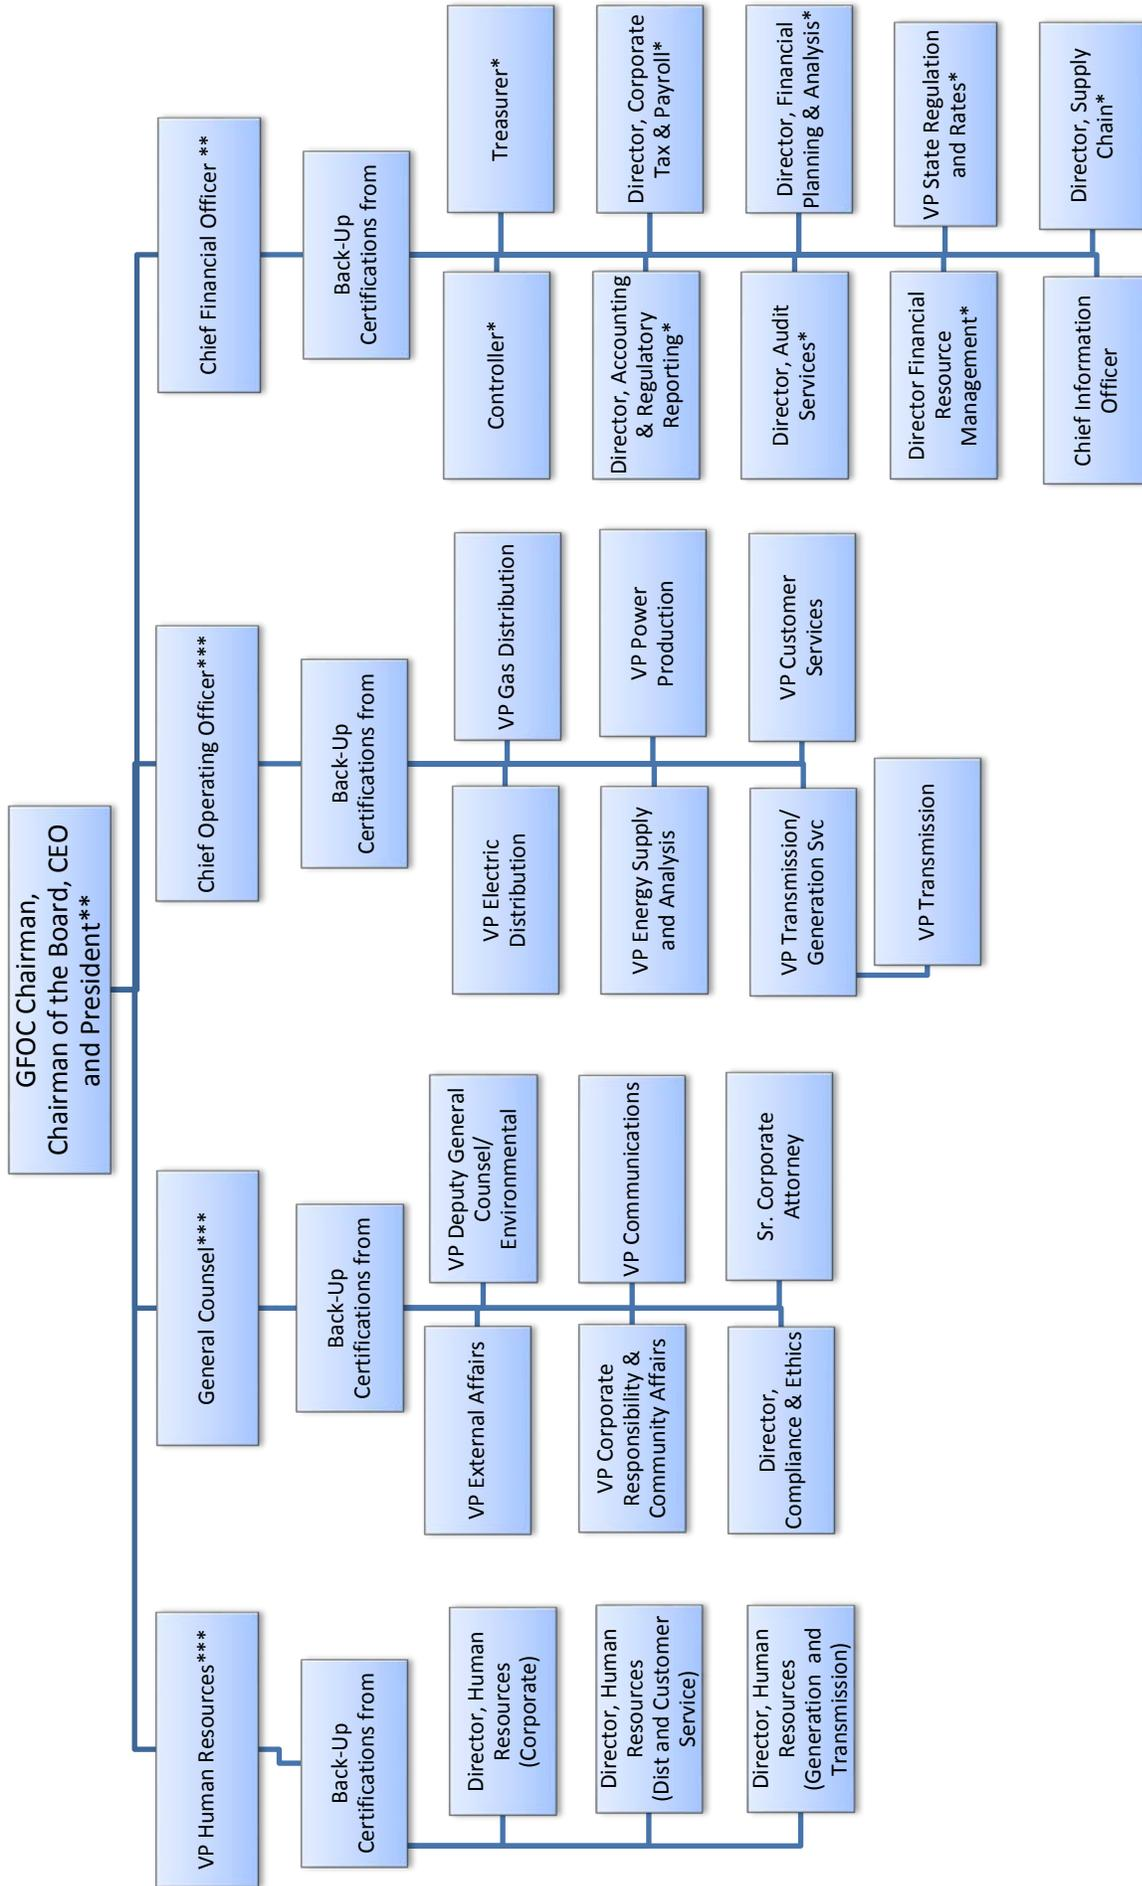 GFOC Chairman,
Chairman of the Board, CEO
and President**
VP Human Resources***
Back-Up
Certifications from
Director, Human
Resources
(Corporate)
Director, Human
Resources
(Dist and Customer
Service)
Director, Human
Resources
(Generation and
Transmission)
General Counsel***
Back-Up
Certifications from
VP External Affairs
VP Deputy General
Counsel/
Environmental
VP Corporate
Responsibility &
Community Affairs
VP Communications
Director,
Compliance & Ethics
Sr. Corporate
Attorney
Chief Operating Officer***
Back-Up
Certifications from
VP Electric
Distribution
VP Gas Distribution
VP Energy Supply
and Analysis
VP Power
Production
VP Transmission/
Generation Svc
VP Customer
Services
VP Transmission
Chief Financial Officer **
Back-Up
Certifications from
Controller*
Treasurer*
Director, Accounting
& Regulatory
Reporting*
Director, Corporate
Tax & Payroll*
Director, Audit
Services*
Director, Financial
Planning & Analysis*
Director Financial
Resource
Management*
VP State Regulation
and Rates*
Chief Information
Officer
Director, Supply
Chain*